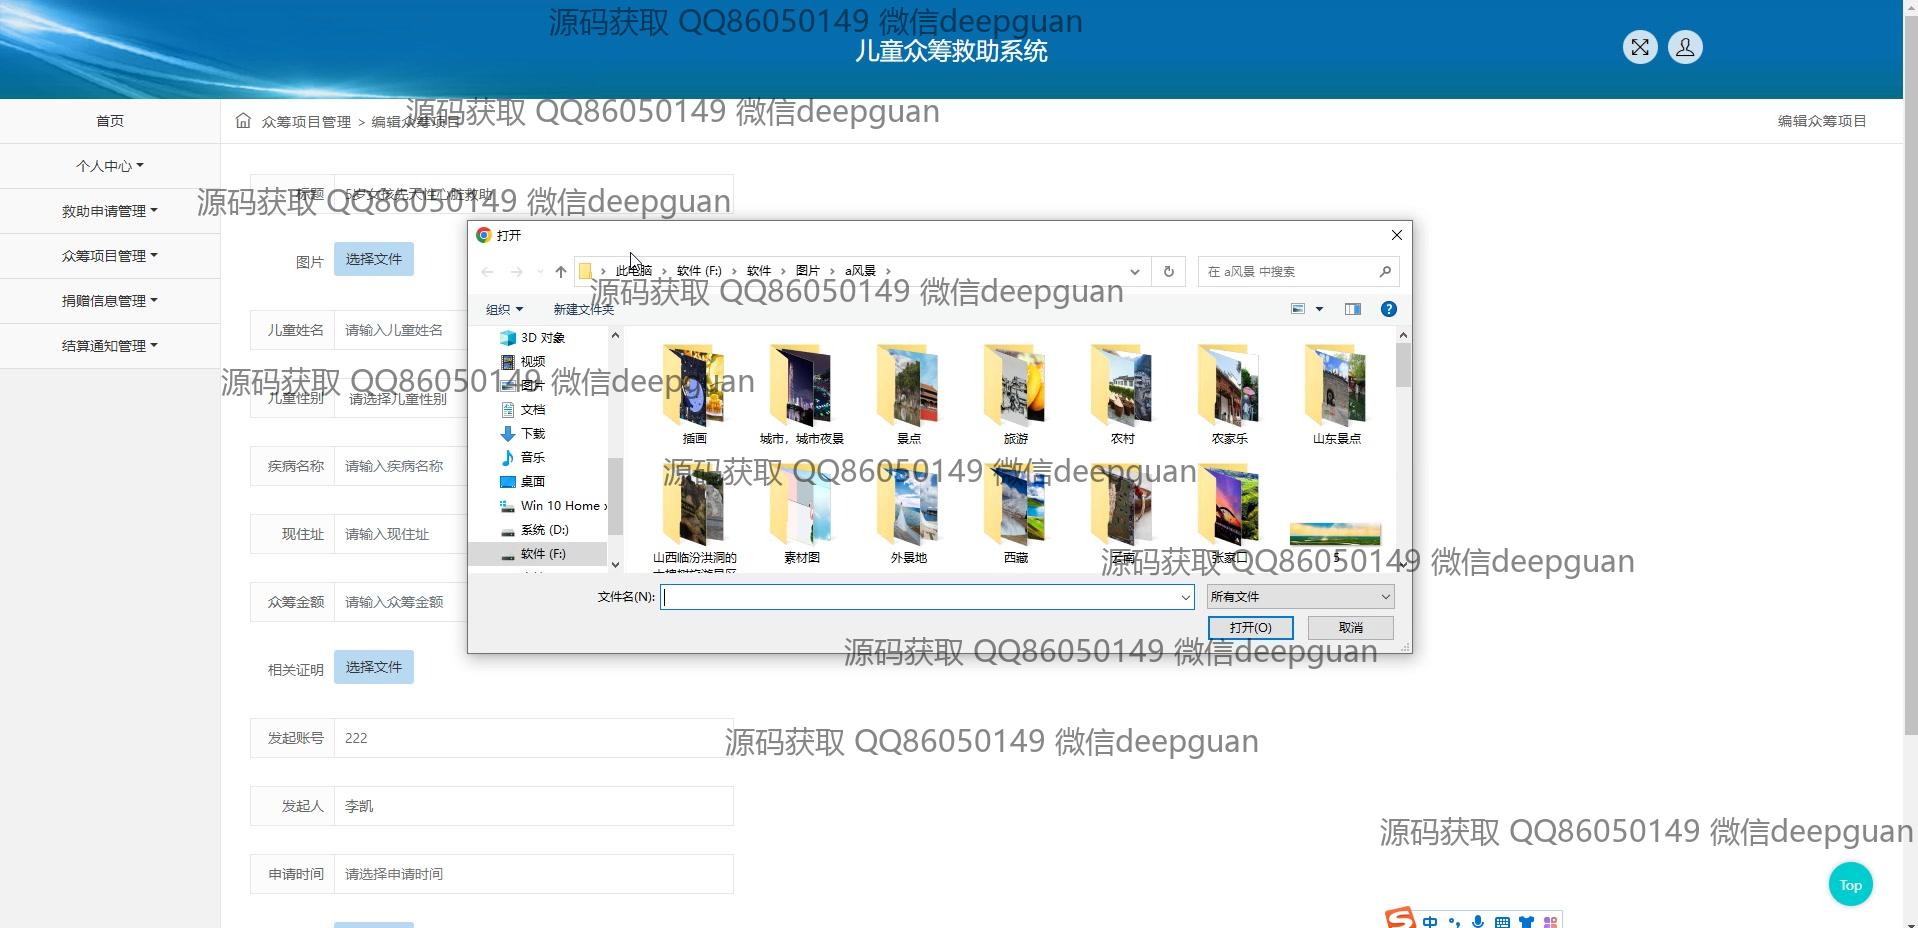 源码获取 QQ86050149 微信deepguan
儿童众筹救助系统
首页
个人中心
救助申请管理
众筹项目管理
捐赠信息管理
结算通知管理
众筹项目管理 > 编辑众筹项目
源码获取 QQ86050149 微信deepguan
编辑众筹项目
标题 5岁女孩先天性心脏救助
源码获取 QQ86050149 微信deepguan
图片 选择文件
儿童姓名 请输入儿童姓名
源码获取 QQ86050149 微信deepguan
儿童性别 请选择儿童性别
疾病名称 请输入疾病名称
现住址 请输入现住址
众筹金额 请输入众筹金额
相关证明 选择文件
发起账号 222
发起人 李凯
申请时间 请选择申请时间
打开
此电脑 › 软件 (F:) › 软件 › 图片 › a风景 ›
在 a风景 中搜索
源码获取 QQ86050149 微信deepguan
组织 新建文件夹
3D 对象
视频
图片
文档
下载
音乐
桌面
Win 10 Home
系统 (D:)
软件 (F:)
插画 城市，城市夜景 景点 旅游 农村 农家乐 山东景点
源码获取 QQ86050149 微信deepguan
山西临汾洪洞的 素材图 外景地 西藏 云南 张家口 5
源码获取 QQ86050149 微信deepguan
文件名(N): 所有文件
打开(O) 取消
源码获取 QQ86050149 微信deepguan
源码获取 QQ86050149 微信deepguan
源码获取 QQ86050149 微信deepguan
Top
中